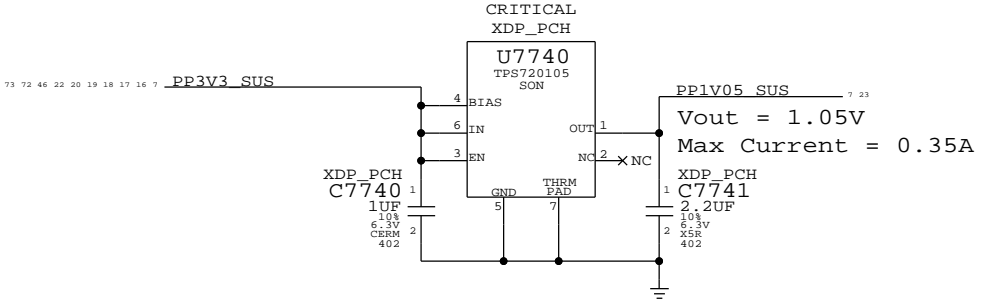 CRITICAL
XDP_PCH
U7740
TPS720105
SON
73 72 46 22 20 19 18 17 16 7 PP3V3_SUS
PP1V05_SUS 7 23
4 BIAS
Vout = 1.05V
6 IN
OUT 1
Max Current = 0.35A
3 EN
NC 2 NC
XDP_PCH
C7740 1
1UF
10%
6.3V
CERM 2
402
GND
5
THRM
PAD
7
XDP_PCH
1 C7741
2.2UF
10%
6.3V
2 X5R
402